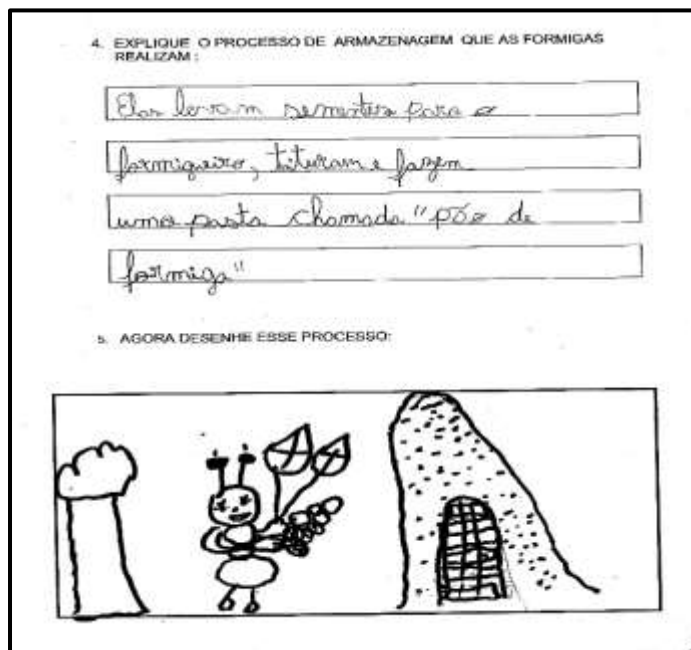 4. EXPLIQUE O PROCESSO DE ARMAZENAGEM QUE AS FORMIGAS
REALIZAM :
Elas levam sementes para o
formigueiro, trituram e fazem
uma pasta chamada "pão de
formiga"
5. AGORA DESENHE ESSE PROCESSO: